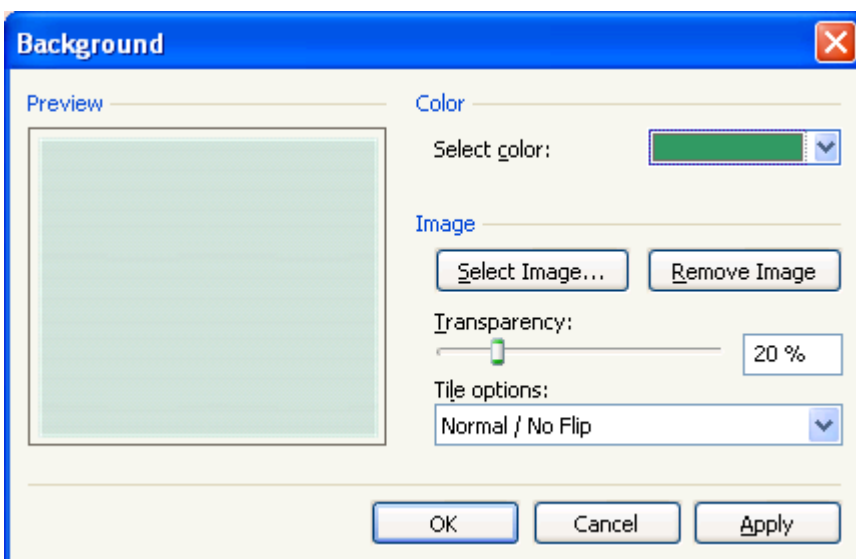 Background
Preview
Color
Select color:
Image
Select Image...
Remove Image
Transparency:
20 %
Tile options:
Normal / No Flip
OK
Cancel
Apply